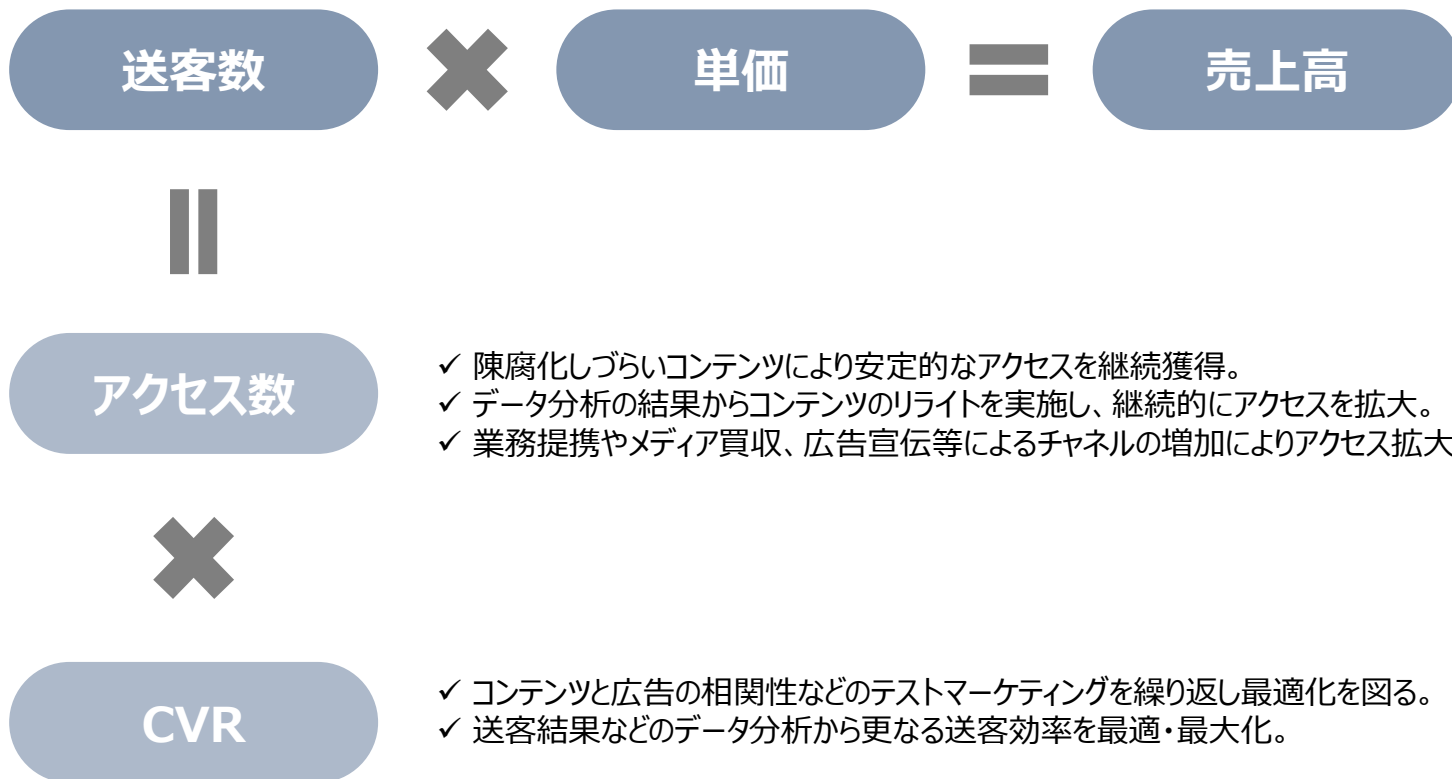 送客数 ✖ 単価 = 売上高
=
アクセス数
✓ 陳腐化しづらいコンテンツにより安定的なアクセスを継続獲得。
✓ データ分析の結果からコンテンツのリライトを実施し、継続的にアクセスを拡大。
✓ 業務提携やメディア買収、広告宣伝等によるチャネルの増加によりアクセス拡大
✖
CVR
✓ コンテンツと広告の相関性などのテストマーケティングを繰り返し最適化を図る。
✓ 送客結果などのデータ分析から更なる送客効率を最適・最大化。